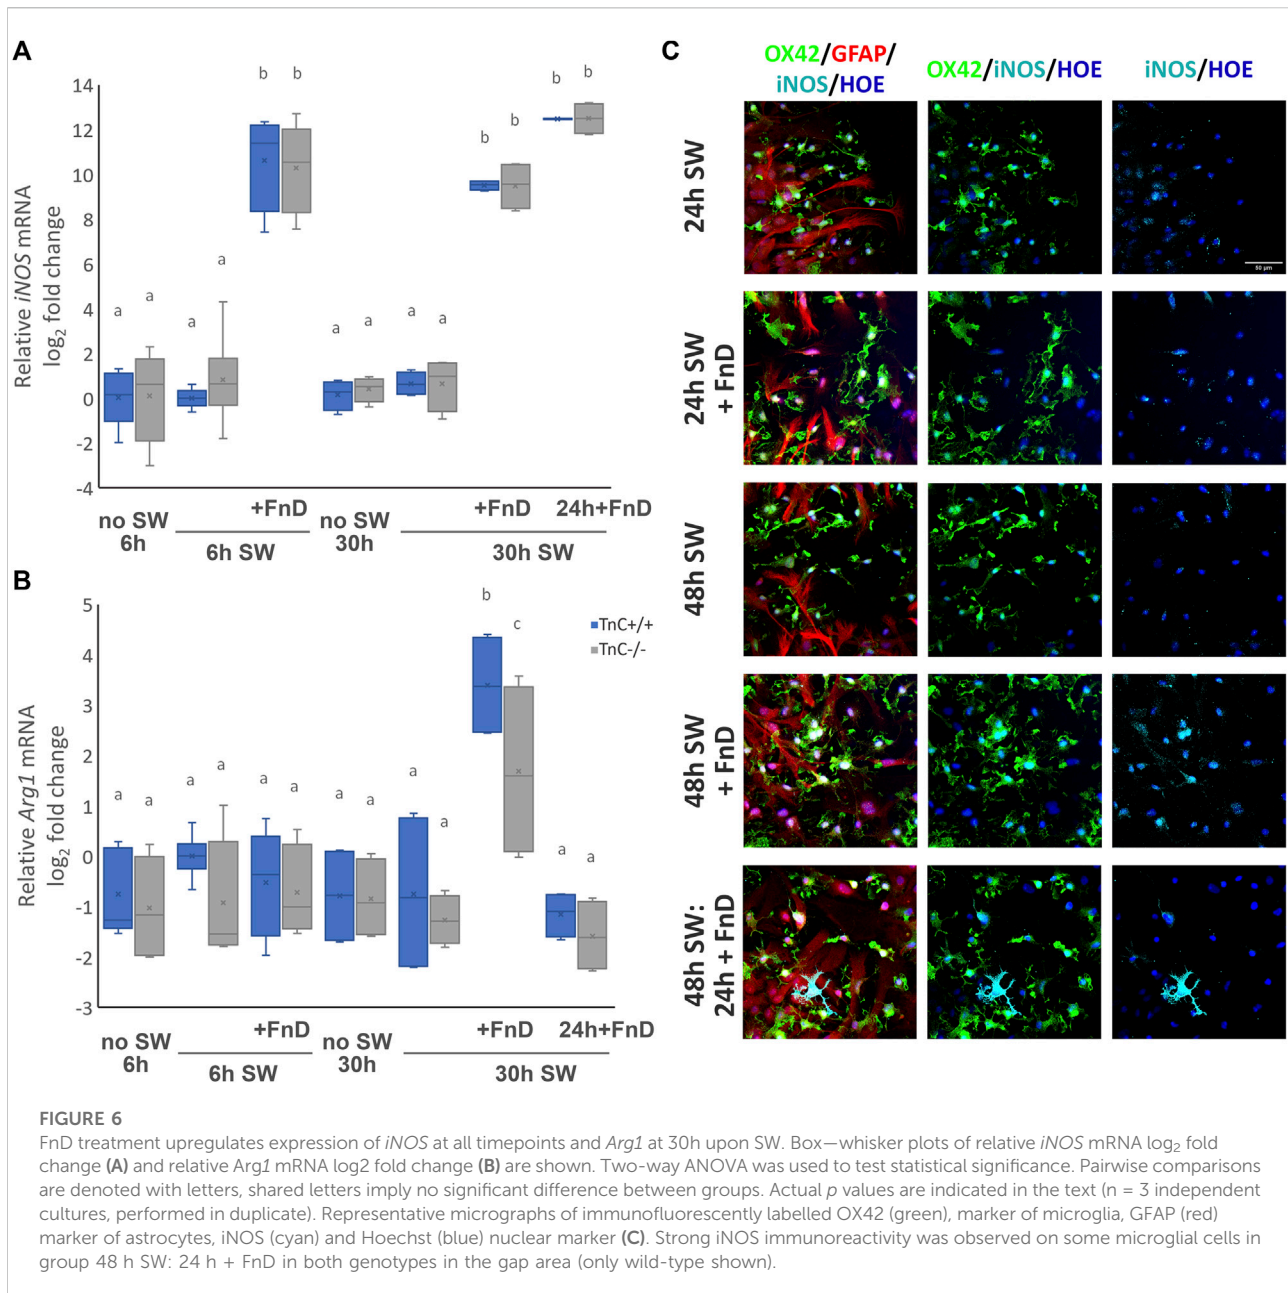 A
Relative iNOS mRNA
log₂ fold change
14
12
10
8
6
4
2
0
-2
-4
a
a
a
a
b
b
a
a
a
a
b
b
b
b
no SW
6h
+FnD
6h SW
no SW
30h
+FnD
24h+FnD
30h SW
B
Relative Arg1 mRNA
log₂ fold change
5
4
3
2
1
0
-1
-2
-3
a
a
a
a
a
a
a
a
a
a
b
c
a
a
TnC+/+
TnC-/-
no SW
6h
+FnD
6h SW
no SW
30h
+FnD
24h+FnD
30h SW
C
OX42/GFAP/
iNOS/HOE
OX42/iNOS/HOE
iNOS/HOE
24h SW
50 µm
24h SW
+ FnD
48h SW
48h SW
+ FnD
48h SW:
24h + FnD
FIGURE 6
FnD treatment upregulates expression of iNOS at all timepoints and Arg1 at 30h upon SW. Box—whisker plots of relative iNOS mRNA log₂ fold
change (A) and relative Arg1 mRNA log2 fold change (B) are shown. Two-way ANOVA was used to test statistical significance. Pairwise comparisons
are denoted with letters, shared letters imply no significant difference between groups. Actual p values are indicated in the text (n = 3 independent
cultures, performed in duplicate). Representative micrographs of immunofluorescently labelled OX42 (green), marker of microglia, GFAP (red)
marker of astrocytes, iNOS (cyan) and Hoechst (blue) nuclear marker (C). Strong iNOS immunoreactivity was observed on some microglial cells in
group 48 h SW: 24 h + FnD in both genotypes in the gap area (only wild-type shown).